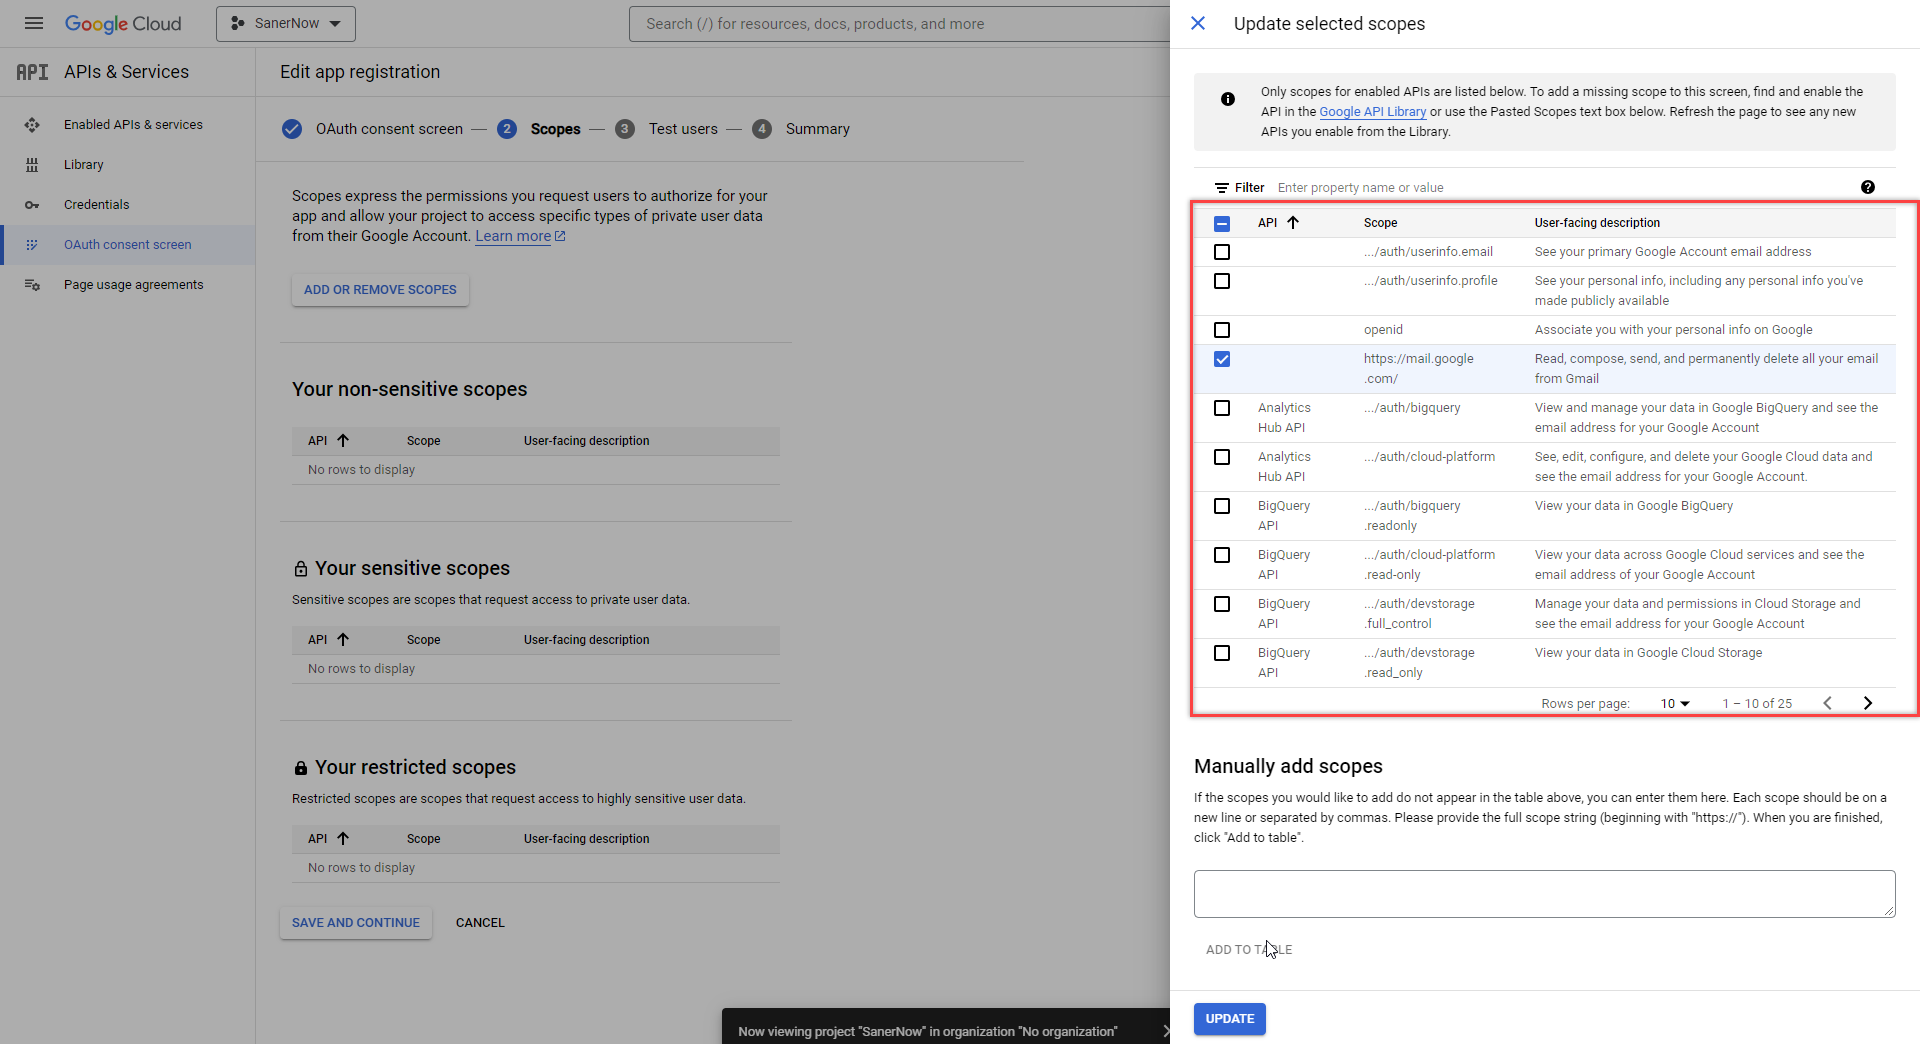 Google Cloud
SanerNow
Search (/) for resources, docs, products, and more
API APIs & Services
Enabled APIs & services
Library
Credentials
OAuth consent screen
Page usage agreements
Edit app registration
OAuth consent screen — 2 Scopes — 3 Test users — 4 Summary
Scopes express the permissions you request users to authorize for your
app and allow your project to access specific types of private user data
from their Google Account. Learn more
ADD OR REMOVE SCOPES
Your non-sensitive scopes
API Scope User-facing description
No rows to display
Your sensitive scopes
Sensitive scopes are scopes that request access to private user data.
API Scope User-facing description
No rows to display
Your restricted scopes
Restricted scopes are scopes that request access to highly sensitive user data.
API Scope User-facing description
No rows to display
SAVE AND CONTINUE CANCEL
Now viewing project "SanerNow" in organization "No organization"
Update selected scopes
Only scopes for enabled APIs are listed below. To add a missing scope to this screen, find and enable the
API in the Google API Library or use the Pasted Scopes text box below. Refresh the page to see any new
APIs you enable from the Library.
Filter Enter property name or value
API Scope User-facing description
.../auth/userinfo.email See your primary Google Account email address
.../auth/userinfo.profile See your personal info, including any personal info you've
made publicly available
openid Associate you with your personal info on Google
https://mail.google Read, compose, send, and permanently delete all your email
.com/ from Gmail
Analytics .../auth/bigquery View and manage your data in Google BigQuery and see the
Hub API email address for your Google Account
Analytics .../auth/cloud-platform See, edit, configure, and delete your Google Cloud data and
Hub API see the email address for your Google Account.
BigQuery .../auth/bigquery View your data in Google BigQuery
API .readonly
BigQuery .../auth/cloud-platform View your data across Google Cloud services and see the
API .read-only email address of your Google Account
BigQuery .../auth/devstorage Manage your data and permissions in Cloud Storage and
API .full_control see the email address for your Google Account
BigQuery .../auth/devstorage View your data in Google Cloud Storage
API .read_only
Rows per page: 10 1 – 10 of 25
Manually add scopes
If the scopes you would like to add do not appear in the table above, you can enter them here. Each scope should be on a
new line or separated by commas. Please provide the full scope string (beginning with "https://"). When you are finished,
click "Add to table".
ADD TO TABLE
UPDATE